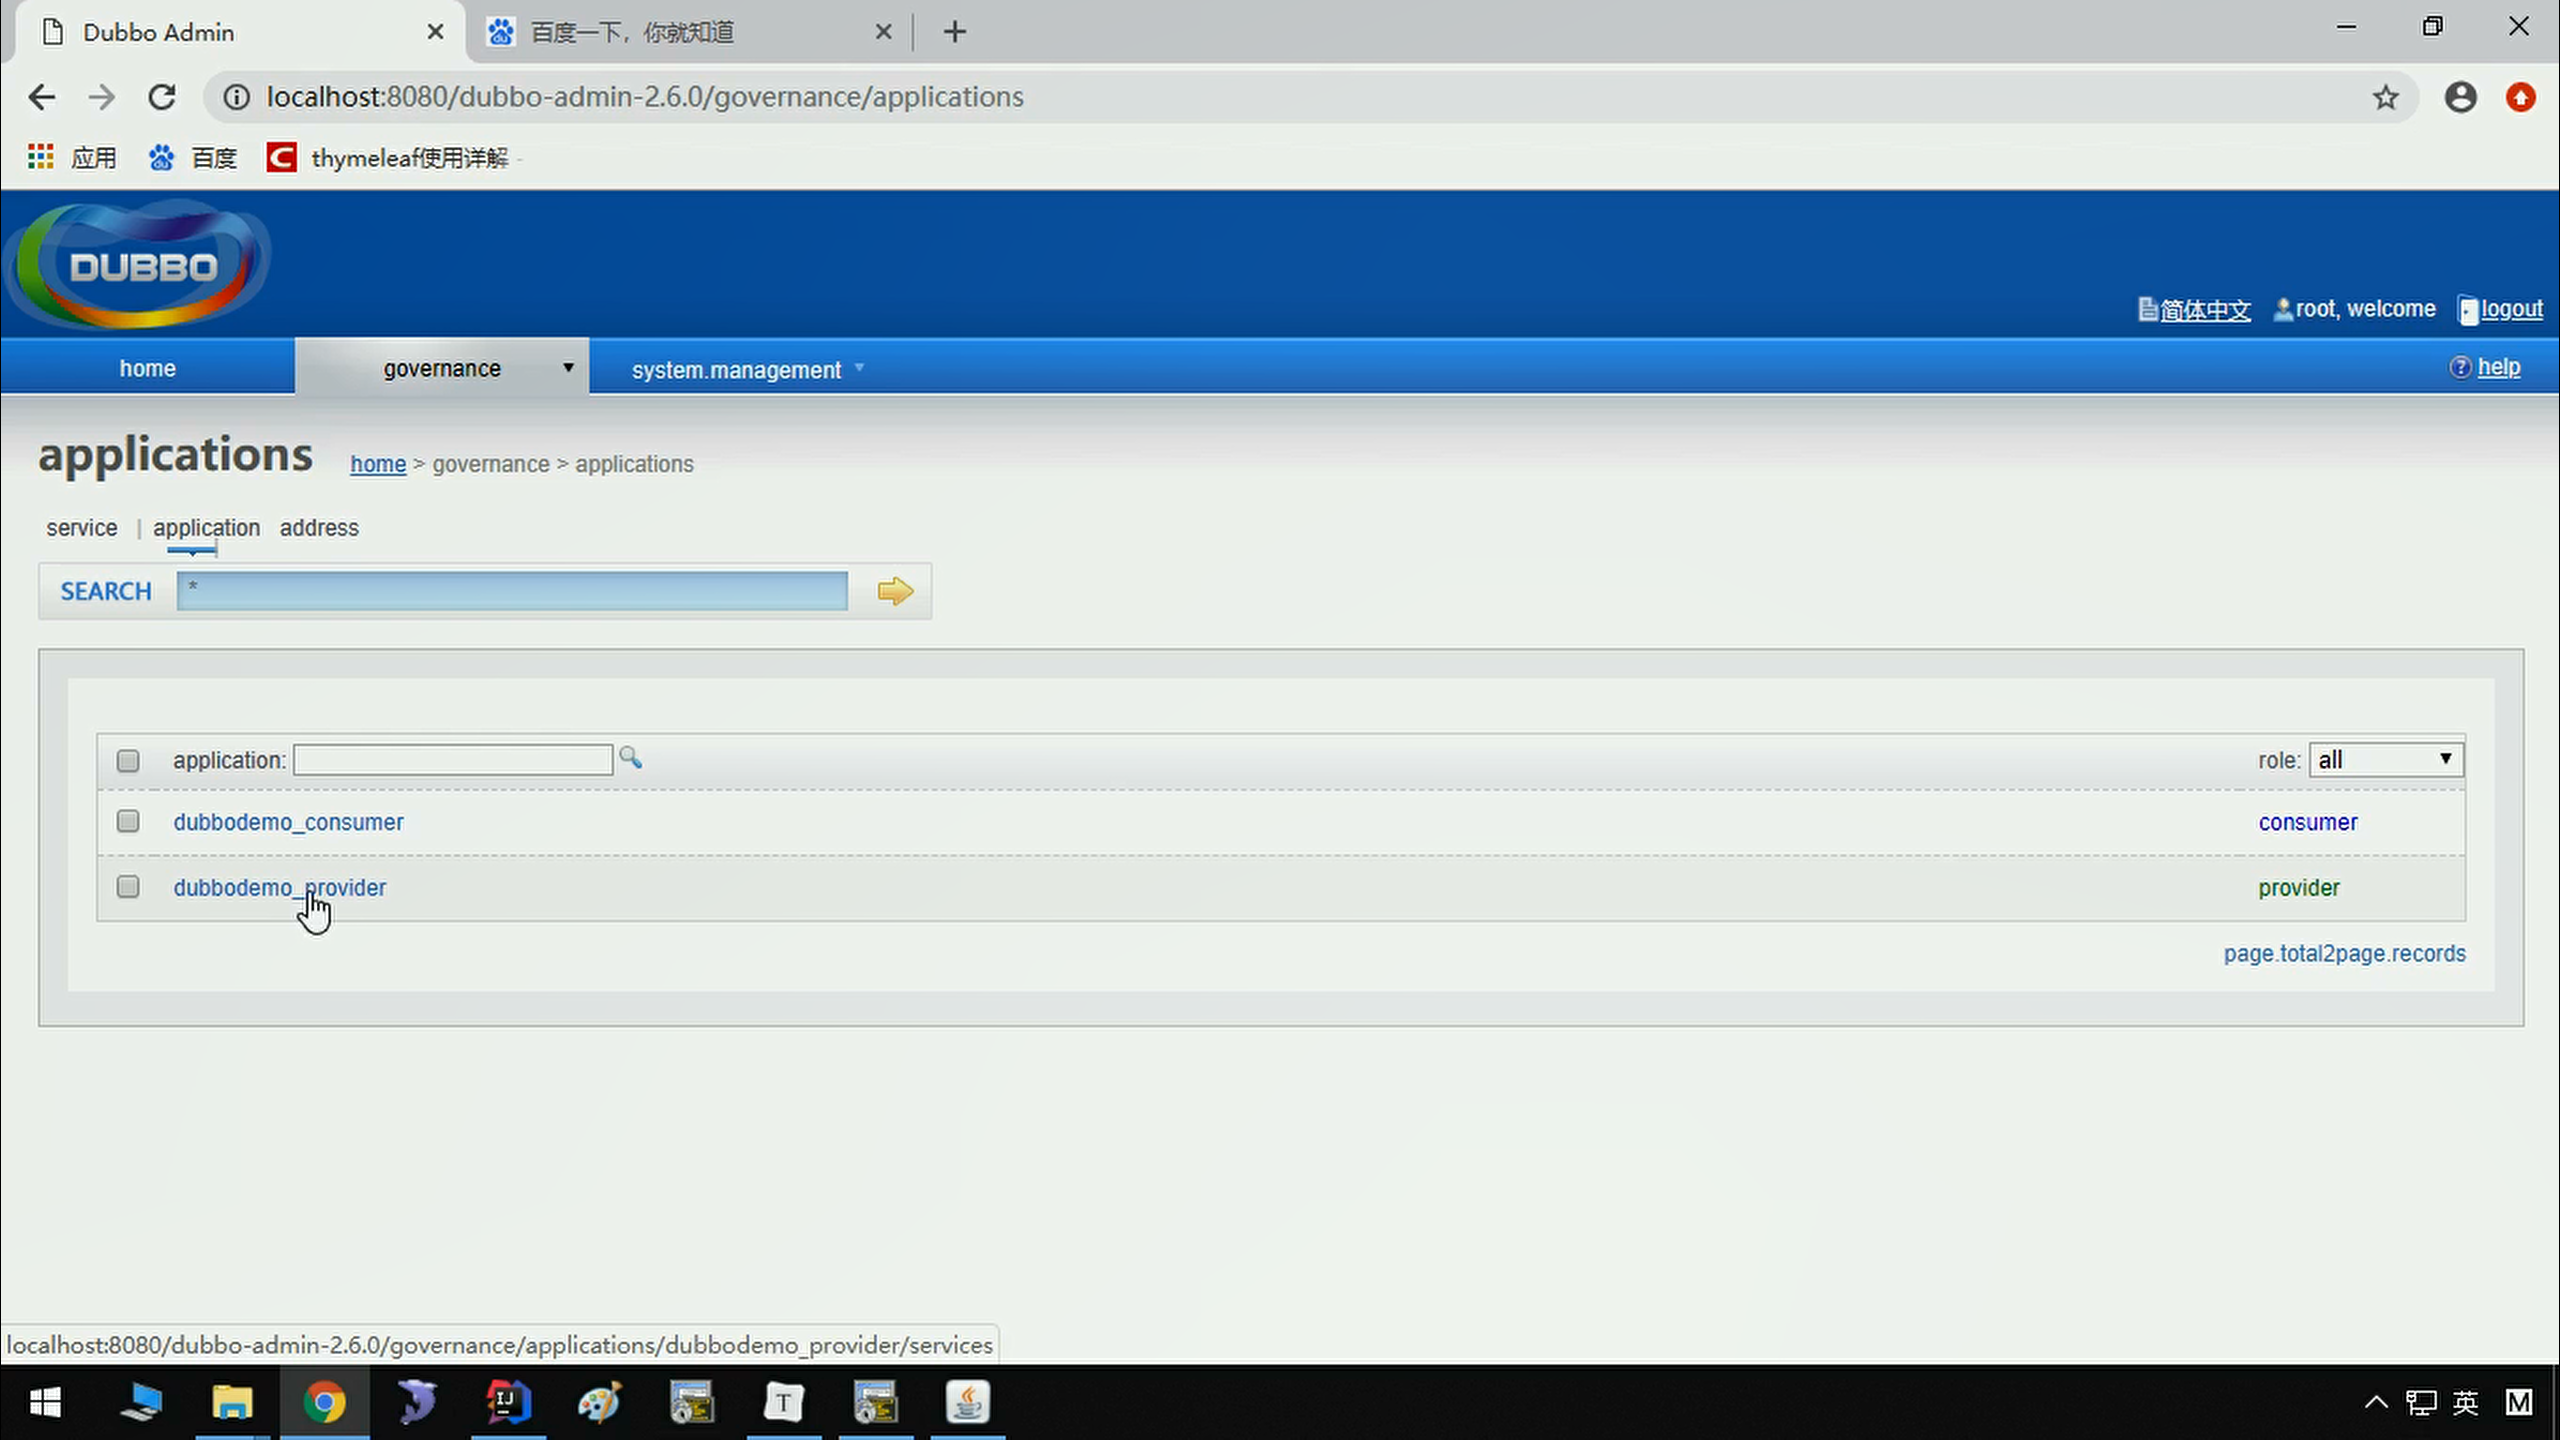 Dubbo Admin
百度一下，你就知道
localhost:8080/dubbo-admin-2.6.0/governance/applications
应用 百度 C thymeleaf使用详解 -
DUBBO
简体中文 root, welcome logout
home governance system.management help
applications home > governance > applications
service | application address
SEARCH *
application: role: all
dubbodemo_consumer consumer
dubbodemo_provider provider
page.total2page.records
localhost:8080/dubbo-admin-2.6.0/governance/applications/dubbodemo_provider/services
IJ T 英 M